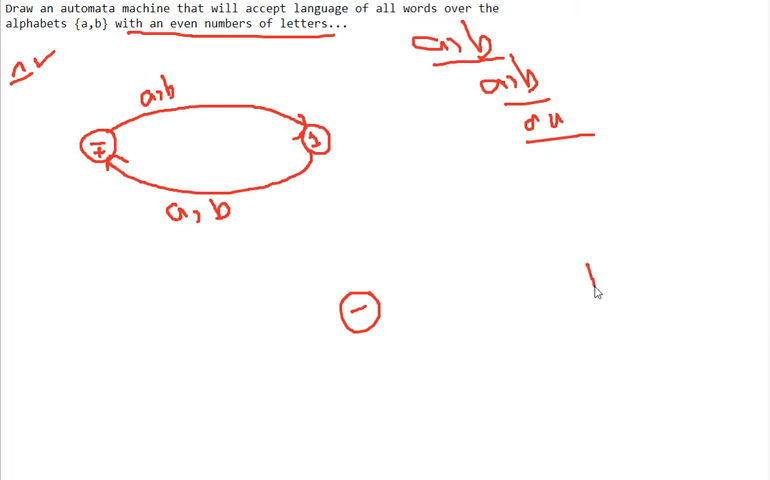 Draw an automata machine that will accept language of all words over the
alphabets {a,b} with an even numbers of letters...
a,b
a,b
a,b
±
1
a, b
−